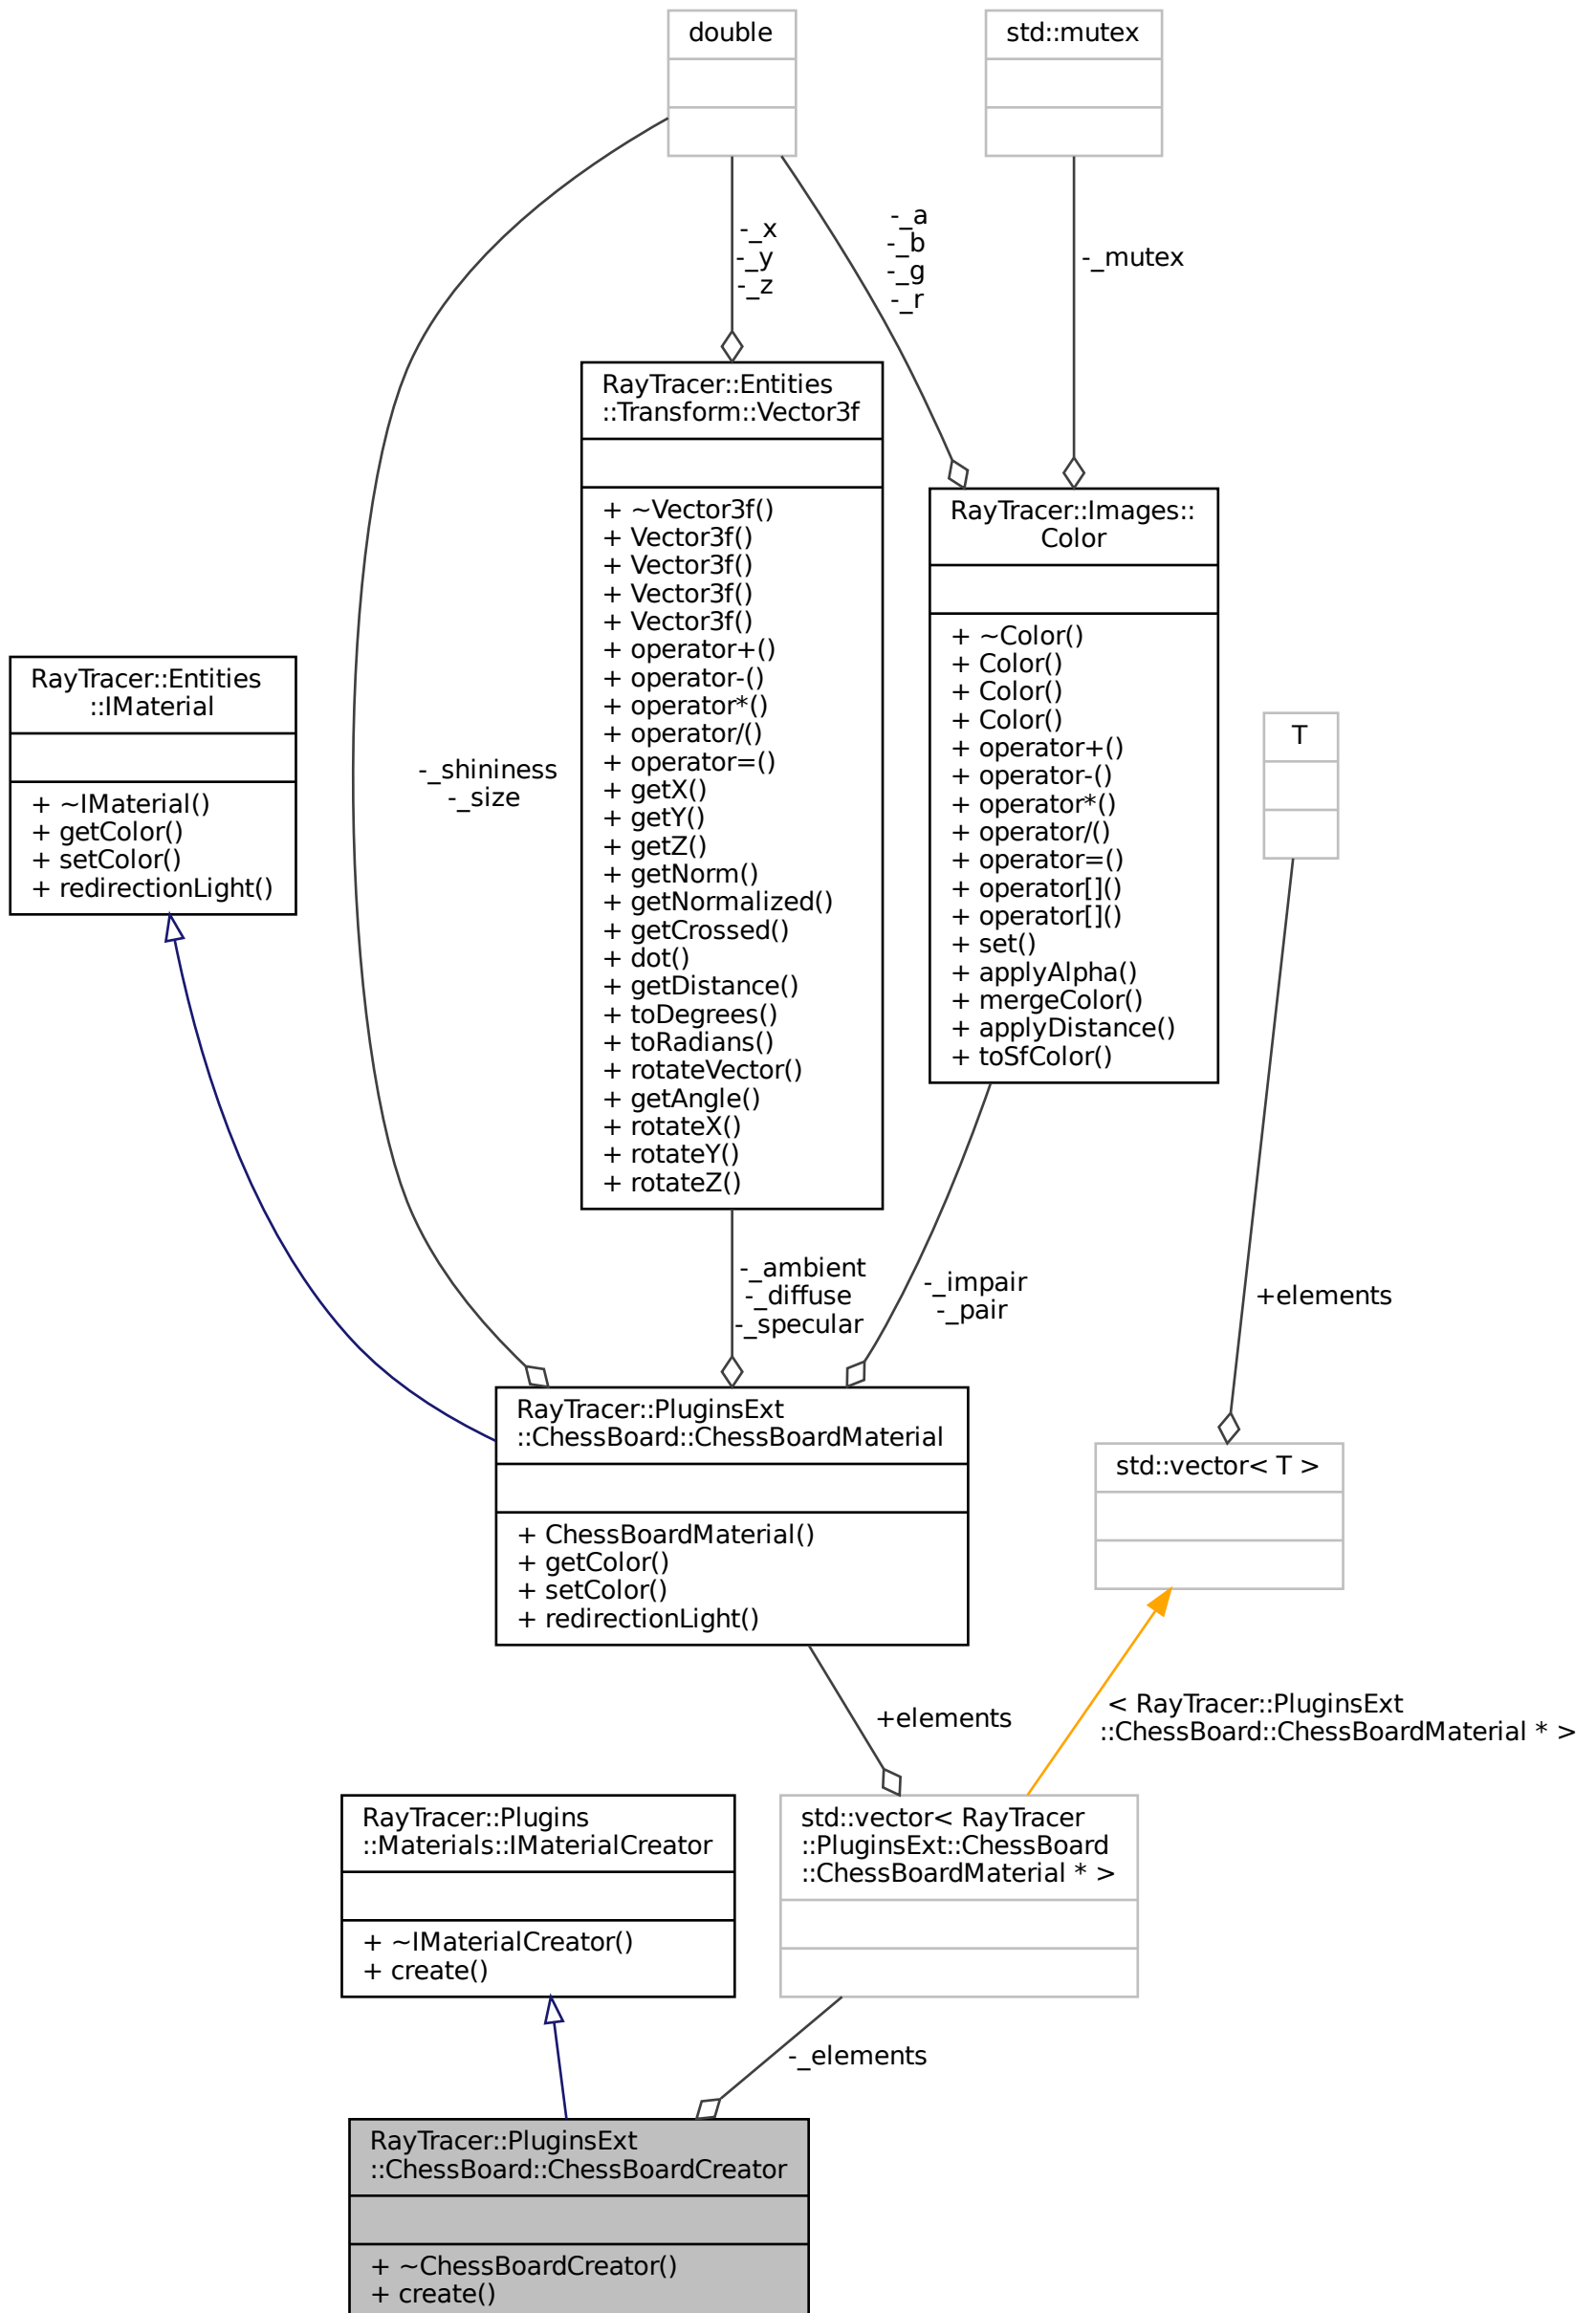 double
std::mutex
-_x
-_y
-_z
-_a
-_b
-_g
-_r
-_mutex
RayTracer::Entities
::Transform::Vector3f
+ ~Vector3f()
+ Vector3f()
+ Vector3f()
+ Vector3f()
+ Vector3f()
+ operator+()
+ operator-()
+ operator*()
+ operator/()
+ operator=()
+ getX()
+ getY()
+ getZ()
+ getNorm()
+ getNormalized()
+ getCrossed()
+ dot()
+ getDistance()
+ toDegrees()
+ toRadians()
+ rotateVector()
+ getAngle()
+ rotateX()
+ rotateY()
+ rotateZ()
RayTracer::Images::
Color
+ ~Color()
+ Color()
+ Color()
+ Color()
+ operator+()
+ operator-()
+ operator*()
+ operator/()
+ operator=()
+ operator[]()
+ operator[]()
+ set()
+ applyAlpha()
+ mergeColor()
+ applyDistance()
+ toSfColor()
RayTracer::Entities
::IMaterial
+ ~IMaterial()
+ getColor()
+ setColor()
+ redirectionLight()
T
-_shininess
-_size
-_ambient
-_diffuse
-_specular
-_impair
-_pair
+elements
RayTracer::PluginsExt
::ChessBoard::ChessBoardMaterial
+ ChessBoardMaterial()
+ getColor()
+ setColor()
+ redirectionLight()
std::vector< T >
+elements
< RayTracer::PluginsExt
::ChessBoard::ChessBoardMaterial * >
RayTracer::Plugins
::Materials::IMaterialCreator
+ ~IMaterialCreator()
+ create()
std::vector< RayTracer
::PluginsExt::ChessBoard
::ChessBoardMaterial * >
-_elements
RayTracer::PluginsExt
::ChessBoard::ChessBoardCreator
+ ~ChessBoardCreator()
+ create()